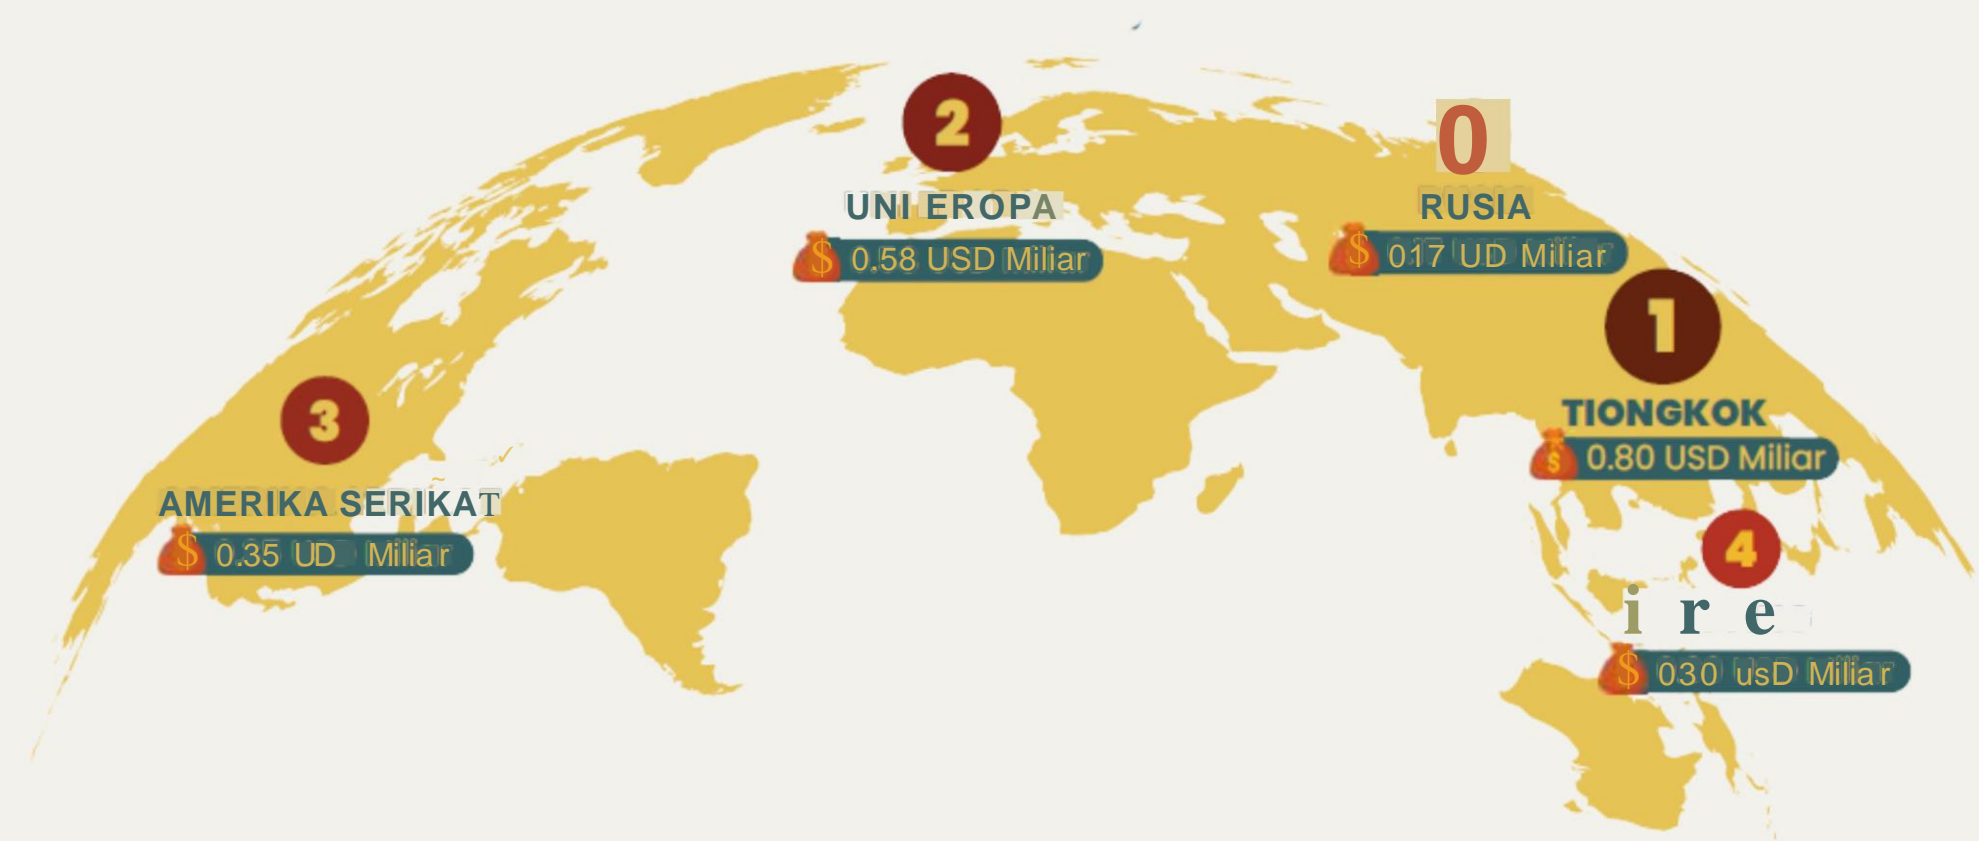 2
UNI EROPA
$ 0.58 USD Miliar
0
RUSIA
$ 017 UD Miliar
1
TIONGKOK
$ 0.80 USD Miliar
3
AMERIKA SERIKAT
$ 0.35 UD Miliar
4
i r e
$ 030 usD Miliar